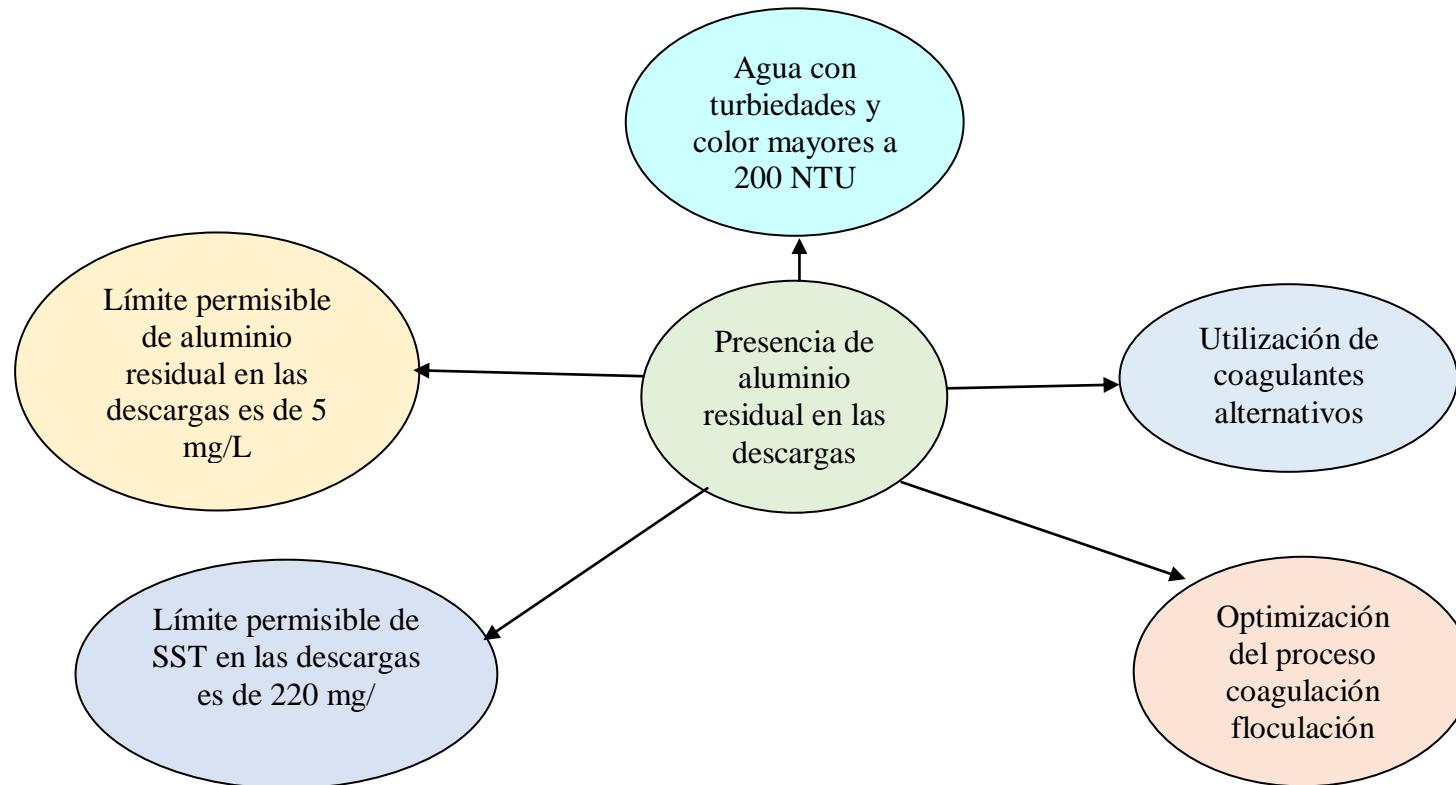 Agua con
turbiedades y
color mayores a
200 NTU
Límite permisible
de aluminio
residual en las
descargas es de 5
mg/L
Presencia de
aluminio
residual en las
descargas
Utilización de
coagulantes
alternativos
Límite permisible de
SST en las descargas
es de 220 mg/
Optimización
del proceso
coagulación
floculación